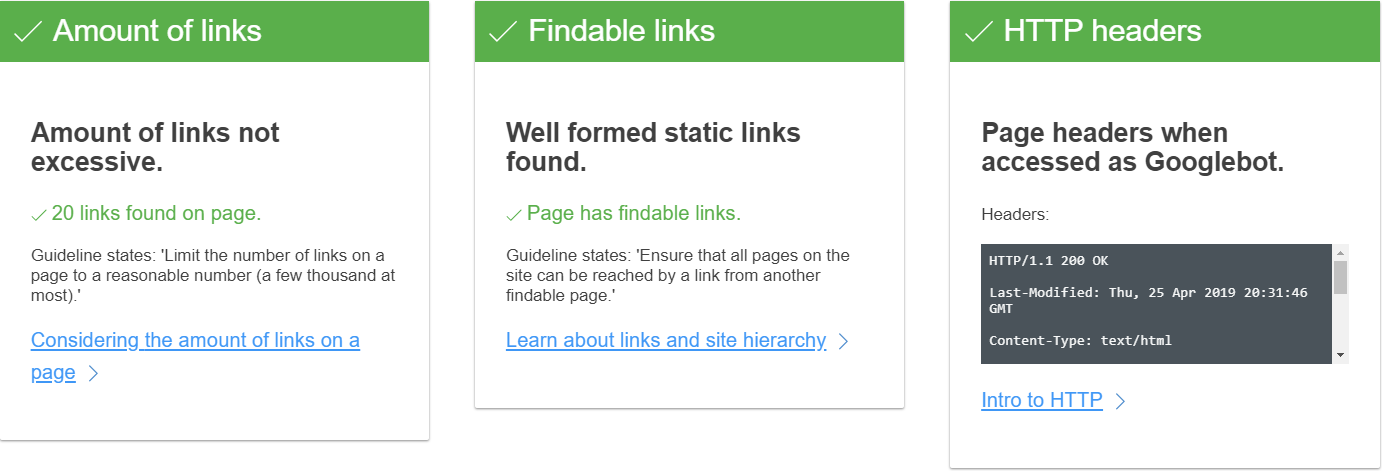 Amount of links
Amount of links not
excessive.
20 links found on page.
Guideline states: 'Limit the number of links on a
page to a reasonable number (a few thousand at
most).'
Considering the amount of links on a
page
Findable links
Well formed static links
found.
Page has findable links.
Guideline states: 'Ensure that all pages on the
site can be reached by a link from another
findable page.'
Learn about links and site hierarchy
HTTP headers
Page headers when
accessed as Googlebot.
Headers:
HTTP/1.1 200 OK
Last-Modified: Thu, 25 Apr 2019 20:31:46
GMT
Content-Type: text/html
Intro to HTTP